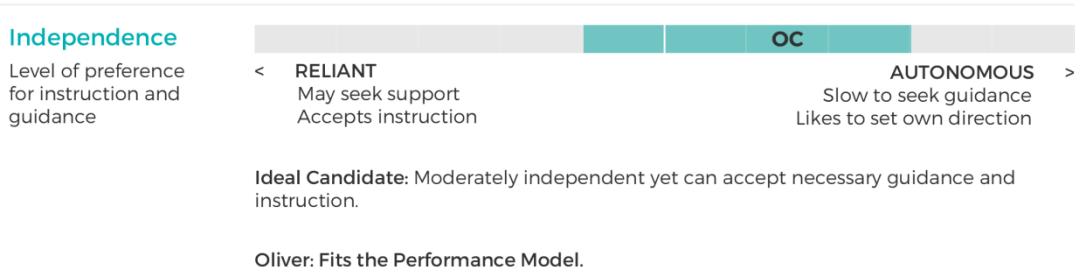 Independence
Level of preference
for instruction and
guidance
OC
< RELIANT
May seek support
Accepts instruction
AUTONOMOUS >
Slow to seek guidance
Likes to set own direction
Ideal Candidate: Moderately independent yet can accept necessary guidance and
instruction.
Oliver: Fits the Performance Model.